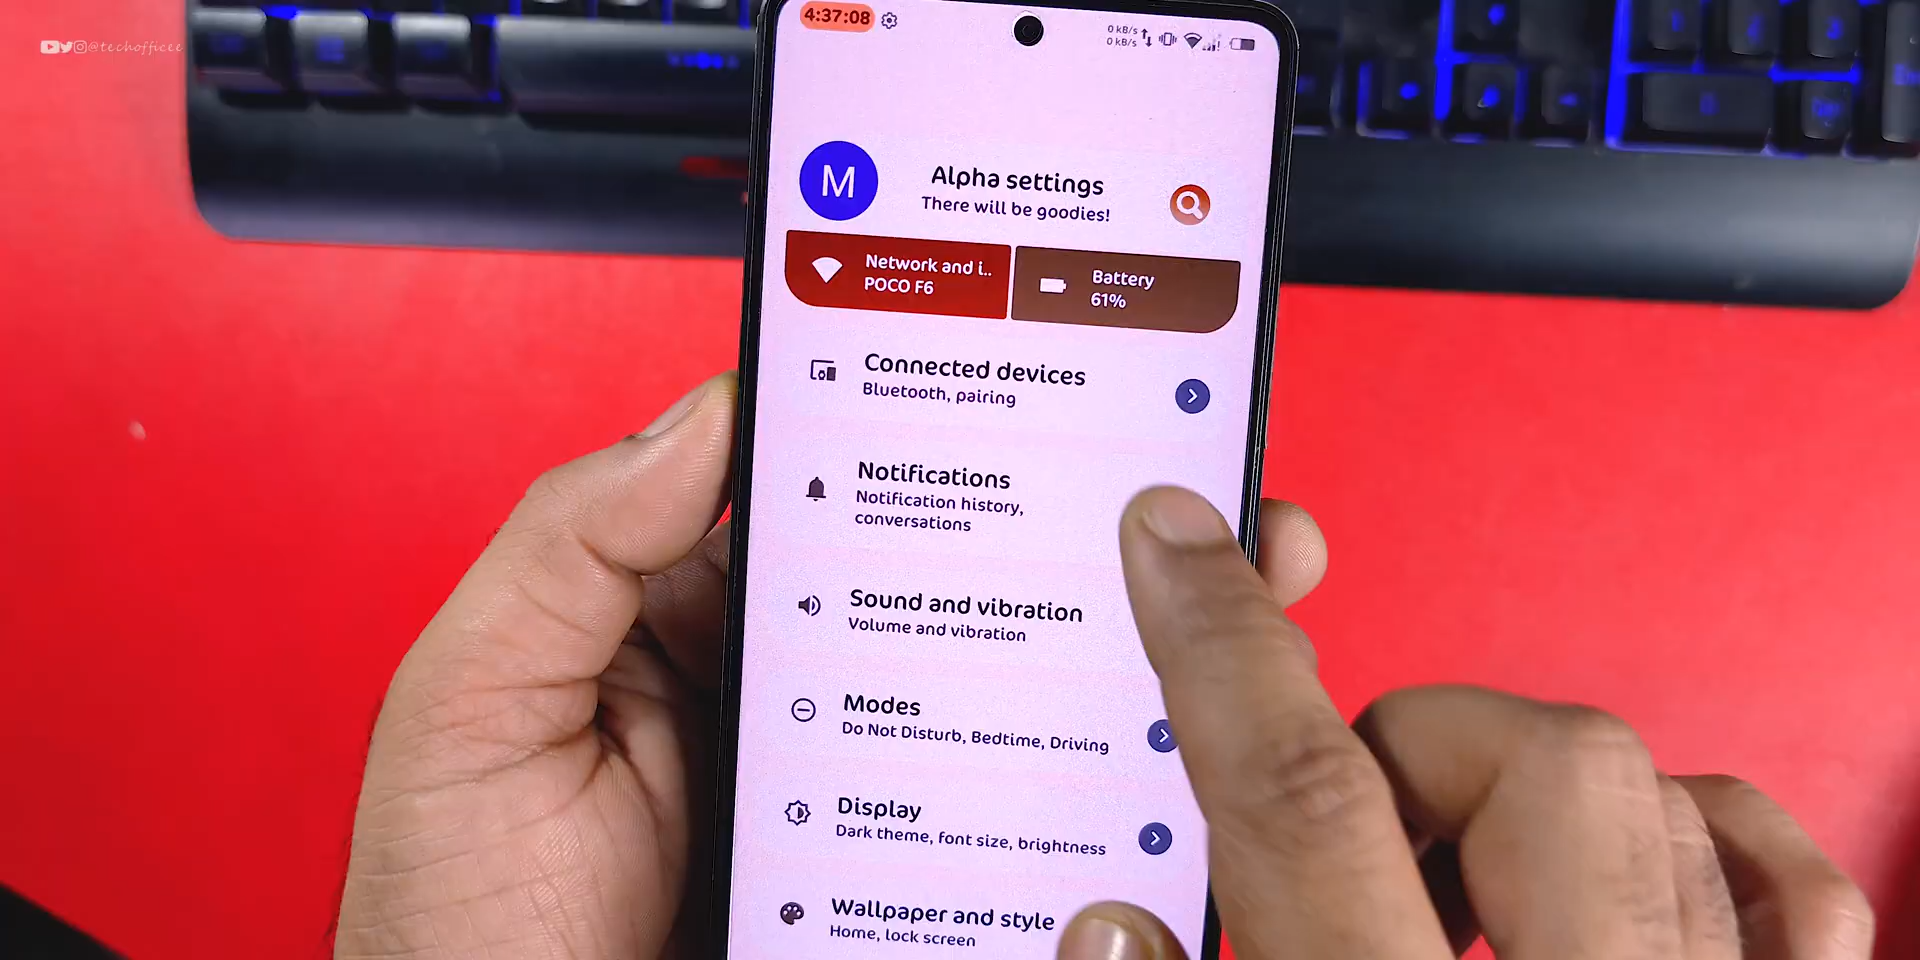 @techofficee
4:37:08
0 kB/s
0 kB/s
M
Alpha settings
There will be goodies!
Network and i..
POCO F6
Battery
61%
Connected devices
Bluetooth, pairing
Notifications
Notification history,
conversations
Sound and vibration
Volume and vibration
Modes
Do Not Disturb, Bedtime, Driving
Display
Dark theme, font size, brightness
Wallpaper and style
Home, lock screen